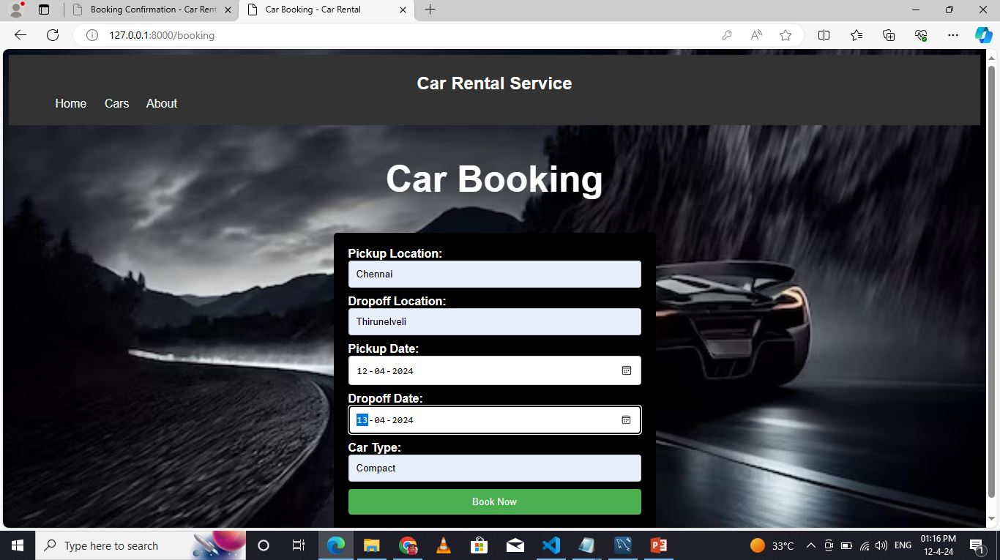 Booking Confirmation - Car Renta
Car Booking - Car Rental
127.0.0.1:8000/booking
Car Rental Service
Home Cars About
Car Booking
Pickup Location:
Chennai
Dropoff Location:
Thirunelveli
Pickup Date:
12-04-2024
Dropoff Date:
13-04-2024
Car Type:
Compact
Book Now
Type here to search
33°C
ENG
01:16 PM
12-4-24
1